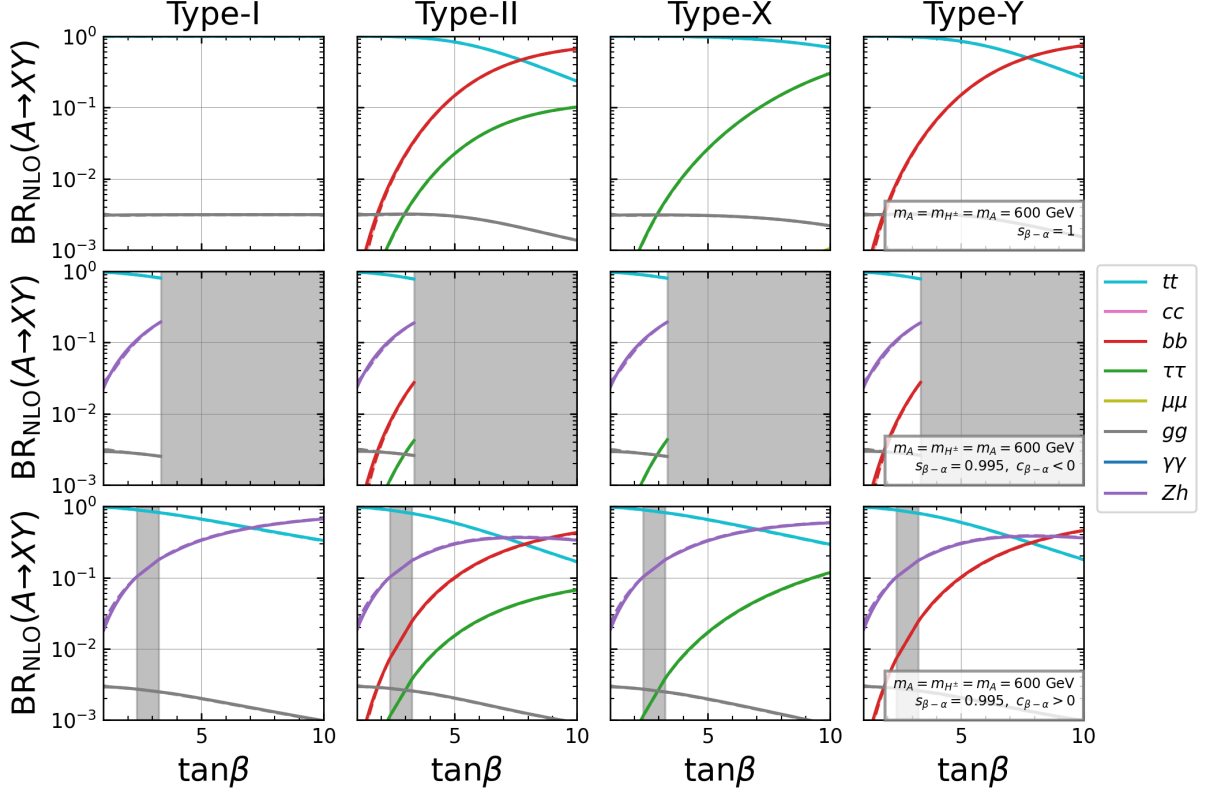 Type-I Type-II Type-X Type-Y
BR_NLO(A→XY)
10^0
10^-1
10^-2
10^-3
m_A = m_H± = m_A = 600 GeV
s_β−α = 1
BR_NLO(A→XY)
10^0
10^-1
10^-2
10^-3
m_A = m_H± = m_A = 600 GeV
s_β−α = 0.995, c_β−α < 0
BR_NLO(A→XY)
10^0
10^-1
10^-2
10^-3
m_A = m_H± = m_A = 600 GeV
s_β−α = 0.995, c_β−α > 0
5 10 5 10 5 10 5 10
tanβ tanβ tanβ tanβ
tt
cc
bb
ττ
μμ
gg
γγ
Zh